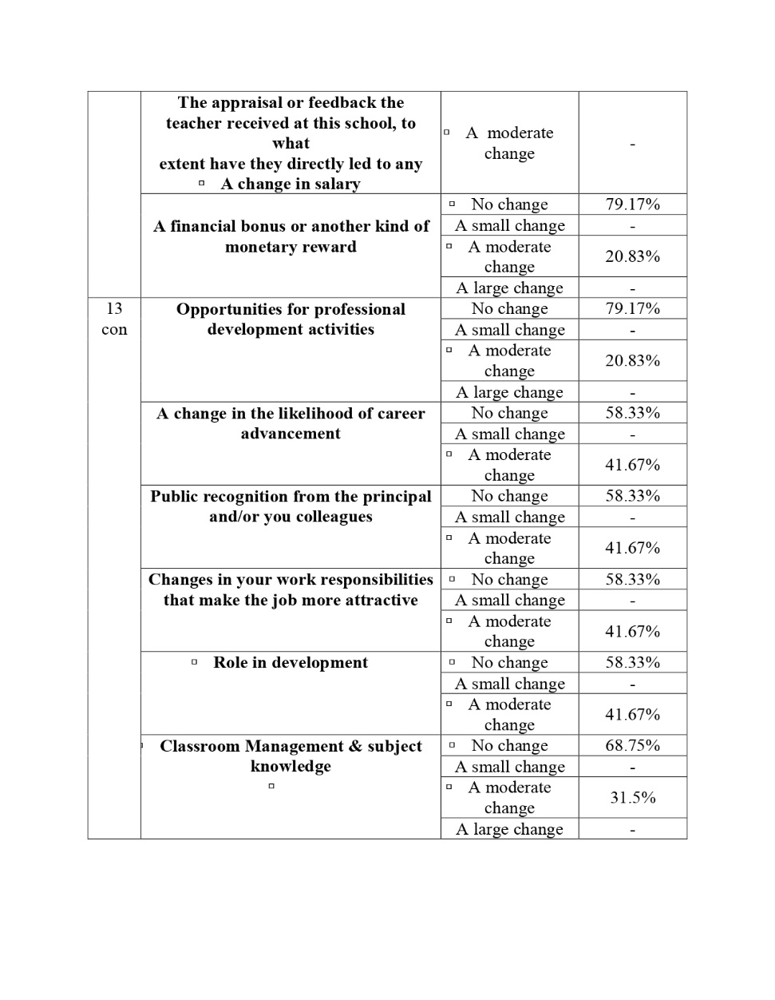 The appraisal or feedback the
teacher received at this school, to
what
extent have they directly led to any
▫ A change in salary
▫ A moderate
change
-
A financial bonus or another kind of
monetary reward
▫ No change
79.17%
A small change
-
▫ A moderate
change
20.83%
A large change
-
13
con
Opportunities for professional
development activities
No change
79.17%
A small change
-
▫ A moderate
change
20.83%
A large change
-
A change in the likelihood of career
advancement
No change
58.33%
A small change
-
▫ A moderate
change
41.67%
Public recognition from the principal
and/or you colleagues
No change
58.33%
A small change
-
▫ A moderate
change
41.67%
Changes in your work responsibilities
that make the job more attractive
▫ No change
58.33%
A small change
-
▫ A moderate
change
41.67%
▫ Role in development
▫ No change
58.33%
A small change
-
▫ A moderate
change
41.67%
▫ Classroom Management & subject
knowledge
▫
▫ No change
68.75%
A small change
-
▫ A moderate
change
31.5%
A large change
-